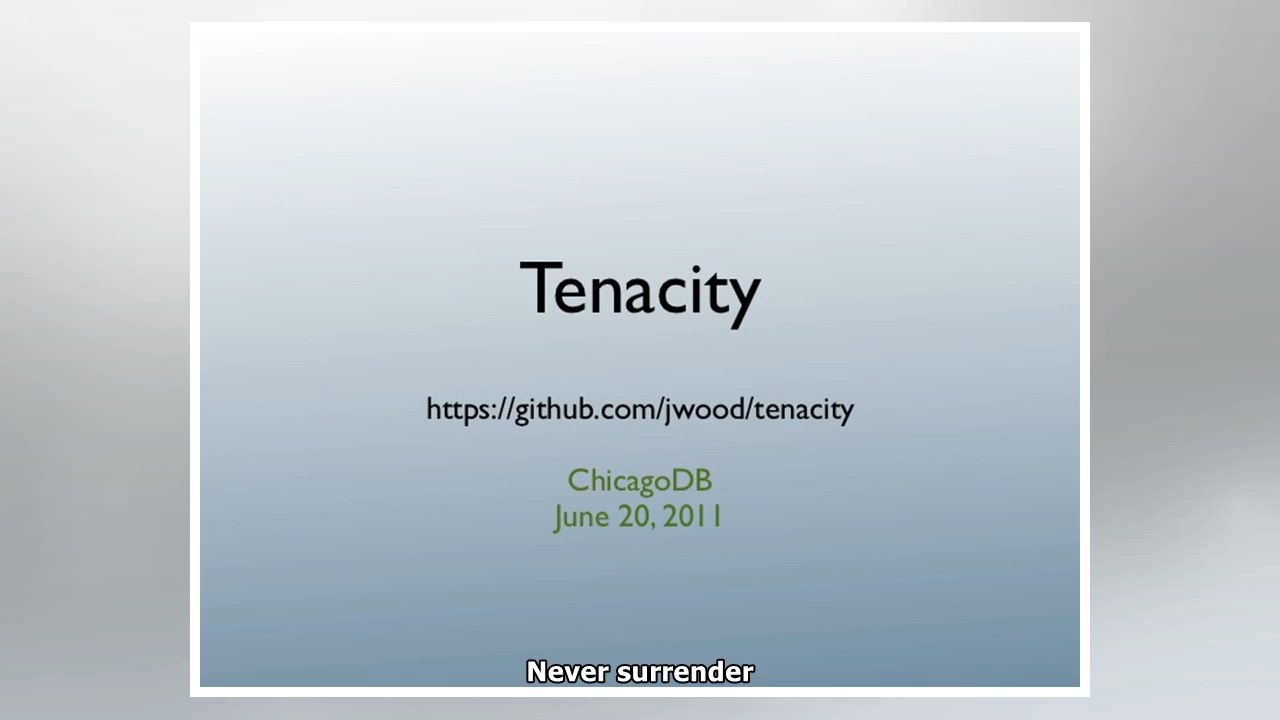 Tenacity
https://github.com/jwood/tenacity
ChicagoDB
June 20, 2011
Never surrender